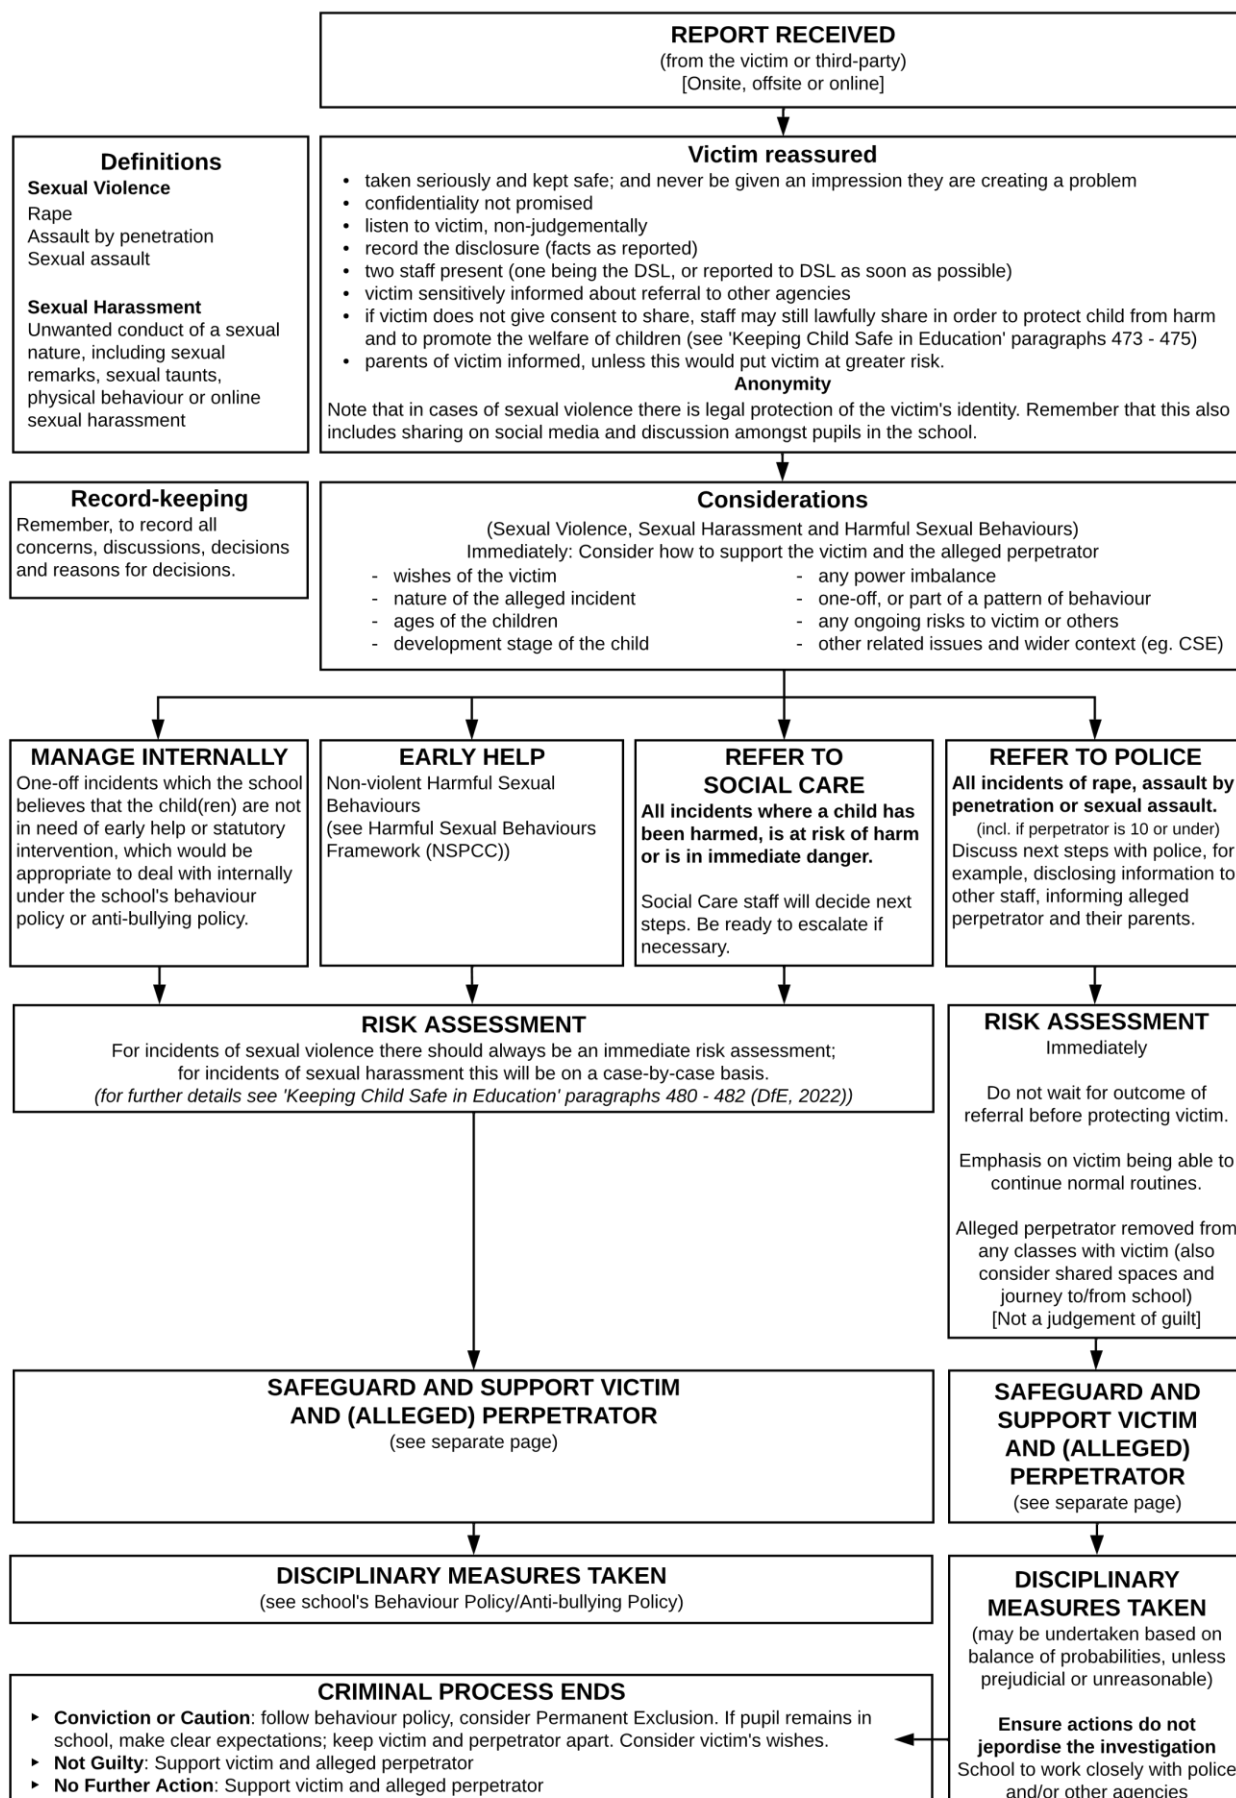 REPORT RECEIVED
(from the victim or third-party)
[Onsite, offsite or online]
Definitions
Sexual Violence
Rape
Assault by penetration
Sexual assault
Sexual Harassment
Unwanted conduct of a sexual
nature, including sexual
remarks, sexual taunts,
physical behaviour or online
sexual harassment
Victim reassured
• taken seriously and kept safe; and never be given an impression they are creating a problem
• confidentiality not promised
• listen to victim, non-judgementally
• record the disclosure (facts as reported)
• two staff present (one being the DSL, or reported to DSL as soon as possible)
• victim sensitively informed about referral to other agencies
• if victim does not give consent to share, staff may still lawfully share in order to protect child from harm
and to promote the welfare of children (see 'Keeping Child Safe in Education' paragraphs 473 - 475)
• parents of victim informed, unless this would put victim at greater risk.
Anonymity
Note that in cases of sexual violence there is legal protection of the victim's identity. Remember that this also
includes sharing on social media and discussion amongst pupils in the school.
Record-keeping
Remember, to record all
concerns, discussions, decisions
and reasons for decisions.
Considerations
(Sexual Violence, Sexual Harassment and Harmful Sexual Behaviours)
Immediately: Consider how to support the victim and the alleged perpetrator
- wishes of the victim
- nature of the alleged incident
- ages of the children
- development stage of the child
- any power imbalance
- one-off, or part of a pattern of behaviour
- any ongoing risks to victim or others
- other related issues and wider context (eg. CSE)
MANAGE INTERNALLY
One-off incidents which the school
believes that the child(ren) are not
in need of early help or statutory
intervention, which would be
appropriate to deal with internally
under the school's behaviour
policy or anti-bullying policy.
EARLY HELP
Non-violent Harmful Sexual
Behaviours
(see Harmful Sexual Behaviours
Framework (NSPCC))
REFER TO
SOCIAL CARE
All incidents where a child has
been harmed, is at risk of harm
or is in immediate danger.
Social Care staff will decide next
steps. Be ready to escalate if
necessary.
REFER TO POLICE
All incidents of rape, assault by
penetration or sexual assault.
(incl. if perpetrator is 10 or under)
Discuss next steps with police, for
example, disclosing information to
other staff, informing alleged
perpetrator and their parents.
RISK ASSESSMENT
For incidents of sexual violence there should always be an immediate risk assessment;
for incidents of sexual harassment this will be on a case-by-case basis.
(for further details see 'Keeping Child Safe in Education' paragraphs 480 - 482 (DfE, 2022))
RISK ASSESSMENT
Immediately
Do not wait for outcome of
referral before protecting victim.
Emphasis on victim being able to
continue normal routines.
Alleged perpetrator removed from
any classes with victim (also
consider shared spaces and
journey to/from school)
[Not a judgement of guilt]
SAFEGUARD AND SUPPORT VICTIM
AND (ALLEGED) PERPETRATOR
(see separate page)
SAFEGUARD AND
SUPPORT VICTIM
AND (ALLEGED)
PERPETRATOR
(see separate page)
DISCIPLINARY MEASURES TAKEN
(see school's Behaviour Policy/Anti-bullying Policy)
DISCIPLINARY
MEASURES TAKEN
(may be undertaken based on
balance of probabilities, unless
prejudicial or unreasonable)
Ensure actions do not
jepordise the investigation
School to work closely with police
and/or other agencies
CRIMINAL PROCESS ENDS
▸ Conviction or Caution: follow behaviour policy, consider Permanent Exclusion. If pupil remains in
school, make clear expectations; keep victim and perpetrator apart. Consider victim's wishes.
▸ Not Guilty: Support victim and alleged perpetrator
▸ No Further Action: Support victim and alleged perpetrator